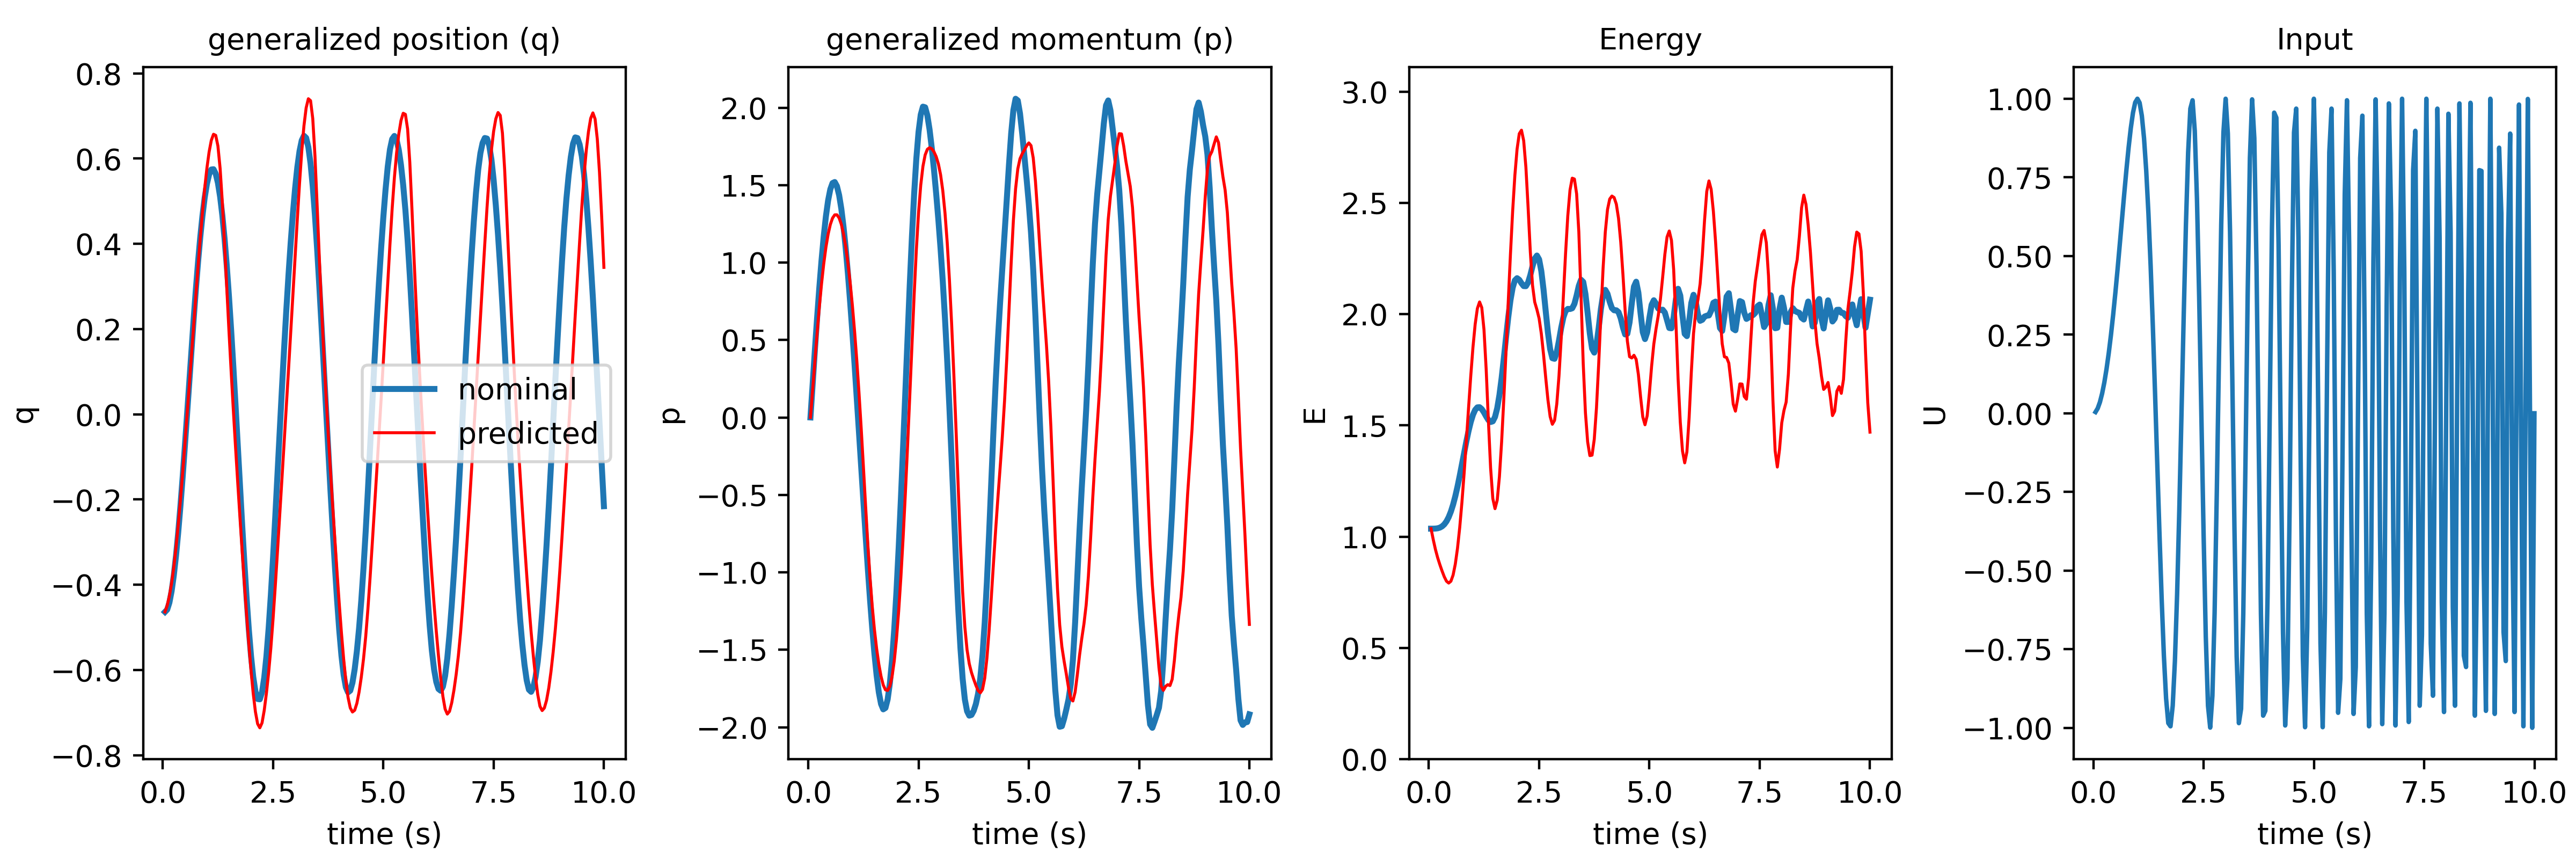 generalized position (q)
q
0.8
0.6
0.4
0.2
0.0
−0.2
−0.4
−0.6
−0.8
nominal
predicted
0.0 2.5 5.0 7.5 10.0
time (s)
generalized momentum (p)
p
2.0
1.5
1.0
0.5
0.0
−0.5
−1.0
−1.5
−2.0
0.0 2.5 5.0 7.5 10.0
time (s)
Energy
E
3.0
2.5
2.0
1.5
1.0
0.5
0.0
0.0 2.5 5.0 7.5 10.0
time (s)
Input
U
1.00
0.75
0.50
0.25
0.00
−0.25
−0.50
−0.75
−1.00
0.0 2.5 5.0 7.5 10.0
time (s)